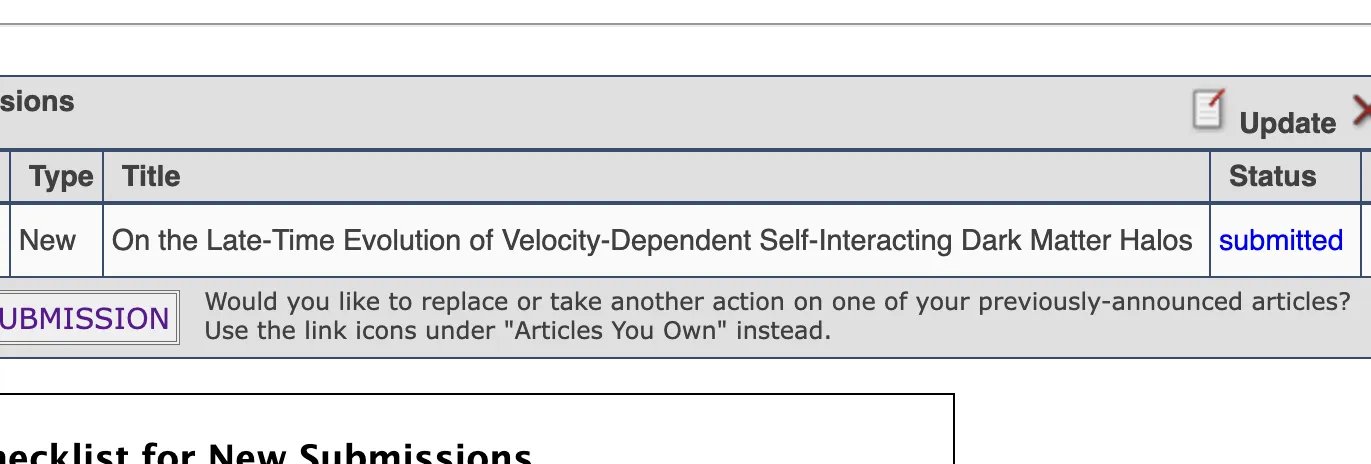 sions
Update
Type Title Status
New On the Late-Time Evolution of Velocity-Dependent Self-Interacting Dark Matter Halos submitted
UBMISSION Would you like to replace or take another action on one of your previously-announced articles?
Use the link icons under "Articles You Own" instead.
hecklist for New Submissions